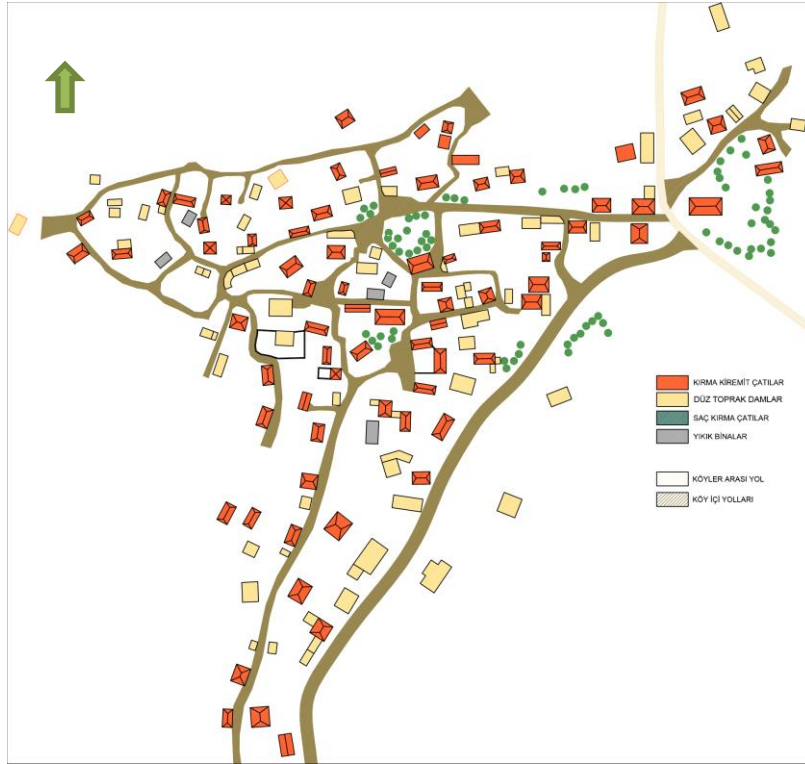 KIRMA KİREMİT ÇATILAR
DÜZ TOPRAK DAMLAR
SAÇ KIRMA ÇATILAR
YIKIK BİNALAR
KÖYLER ARASI YOL
KÖY İÇİ YOLLARI